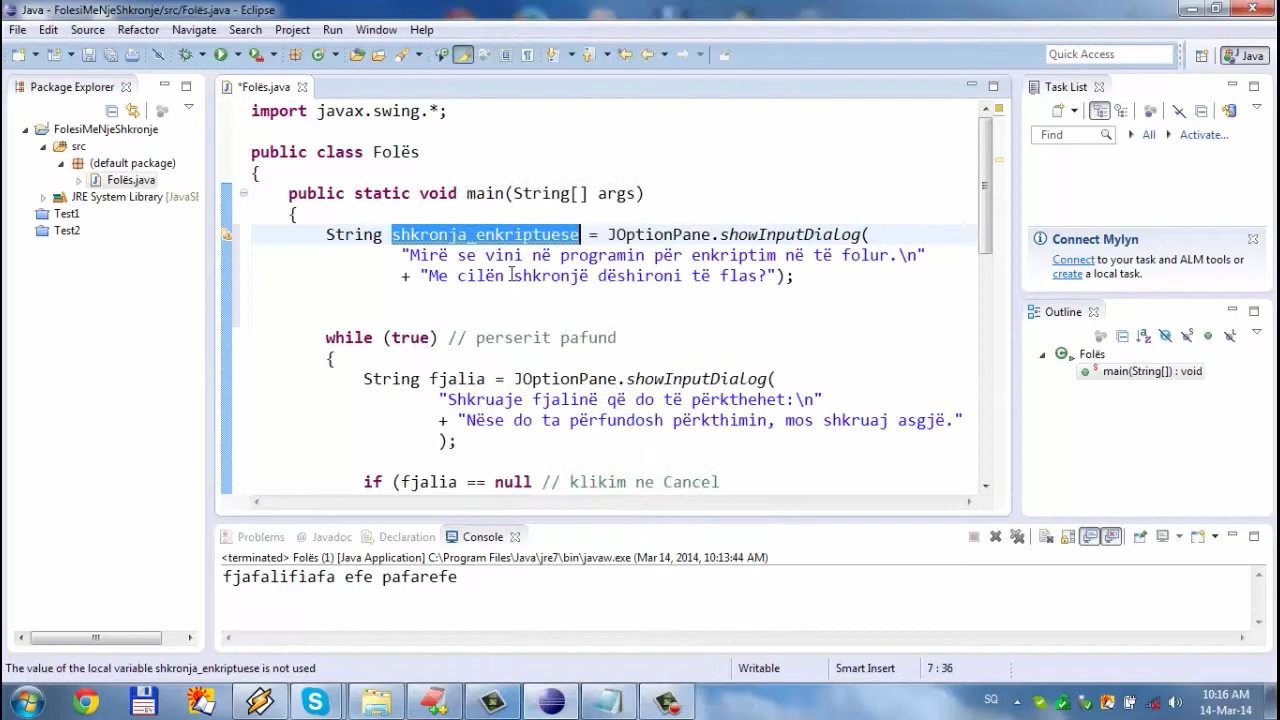 Java - FolesiMeNjeShkronje/src/Folës.java - Eclipse
File Edit Source Refactor Navigate Search Project Run Window Help
Quick Access
Java
Package Explorer
FolesiMeNjeShkronje
src
(default package)
Folës.java
JRE System Library [JavaSE
Test1
Test2
*Folës.java
import javax.swing.*;
public class Folës
{
public static void main(String[] args)
{
String shkronja_enkriptuese = JOptionPane.showInputDialog(
"Mirë se vini në programin për enkriptim në të folur.\n"
+ "Me cilën shkronjë dëshironi të flas?");
while (true) // perserit pafund
{
String fjalia = JOptionPane.showInputDialog(
"Shkruaje fjalinë që do të përkthehet:\n"
+ "Nëse do ta përfundosh përkthimin, mos shkruaj asgjë."
);
if (fjalia == null // klikim ne Cancel
Task List
Find
All
Activate...
Connect Mylyn
Connect to your task and ALM tools or
create a local task.
Outline
Folës
main(String[]) : void
Problems Javadoc Declaration Console
<terminated> Folës (1) [Java Application] C:\Program Files\Java\jre7\bin\javaw.exe (Mar 14, 2014, 10:13:44 AM)
fjafalifiafa efe pafarefe
The value of the local variable shkronja_enkriptuese is not used
Writable
Smart Insert
7 : 36
SQ
10:16 AM
14-Mar-14